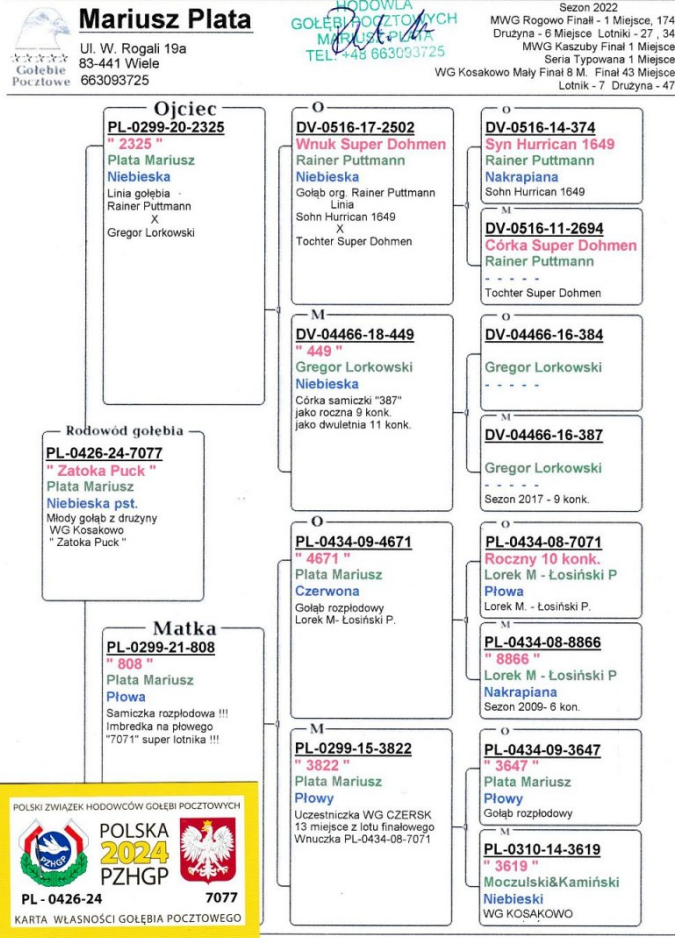 Mariusz Plata
Ul. W. Rogali 19a
83-441 Wiele
663093725
Gołebie
Pocztowe
HODOWLA
GOŁĘBI POCZTOWYCH
MARIUSZ PLATA
TEL. +48 663093725
Sezon 2022
MWG Rogowo Finał - 1 Miejsce, 174
Drużyna - 6 Miejsce Lotniki - 27 , 34
MWG Kaszuby Finał 1 Miejsce
Seria Typowana 1 Miejsce
WG Kosakowo Mały Finał 8 M. Finał 43 Miejsce
Lotnik - 7 Drużyna - 47
Ojciec
PL-0299-20-2325
" 2325 "
Plata Mariusz
Niebieska
Linia gołębia
Rainer Puttmann
X
Gregor Lorkowski
O
DV-0516-17-2502
Wnuk Super Dohmen
Rainer Puttmann
Niebieska
Gołąb org. Rainer Puttmann
Linia
Sohn Hurrican 1649
X
Tochter Super Dohmen
O
DV-0516-14-374
Syn Hurrican 1649
Rainer Puttmann
Nakrapiana
Sohn Hurrican 1649
M
DV-0516-11-2694
Córka Super Dohmen
Rainer Puttmann
- - - - -
Tochter Super Dohmen
M
DV-04466-18-449
" 449 "
Gregor Lorkowski
Niebieska
Córka samiczki "387"
jako roczna 9 konk.
jako dwuletnia 11 konk.
O
DV-04466-16-384
Gregor Lorkowski
- - - - -
M
DV-04466-16-387
Gregor Lorkowski
- - - - -
Sezon 2017 - 9 konk.
Rodowód gołębia
PL-0426-24-7077
" Zatoka Puck "
Plata Mariusz
Niebieska pst.
Młody gołąb z drużyny
WG Kosakowo
" Zatoka Puck "
Matka
PL-0299-21-808
" 808 "
Plata Mariusz
Płowa
Samiczka rozpłodowa !!!
Imbredka na płowego
"7071" super lotnika !!!
O
PL-0434-09-4671
" 4671 "
Plata Mariusz
Czerwona
Gołąb rozpłodowy
Lorek M- Łosiński P.
O
PL-0434-08-7071
Roczny 10 konk.
Lorek M - Łosiński P
Płowa
Lorek M. - Łosiński P.
M
PL-0434-08-8866
" 8866 "
Lorek M - Łosiński P
Nakrapiana
Sezon 2009- 6 kon.
M
PL-0299-15-3822
" 3822 "
Plata Mariusz
Płowy
Uczestniczka WG CZERSK
13 miejsce z lotu finałowego
Wnuczka PL-0434-08-7071
O
PL-0434-09-3647
" 3647 "
Plata Mariusz
Płowy
Gołąb rozpłodowy
M
PL-0310-14-3619
" 3619 "
Moczulski&Kamiński
Niebieski
WG KOSAKOWO
POLSKI ZWIĄZEK HODOWCÓW GOŁĘBI POCZTOWYCH
PZHGP
POLSKA
2024
PZHGP
PL - 0426-24 7077
KARTA WŁASNOŚCI GOŁĘBIA POCZTOWEGO